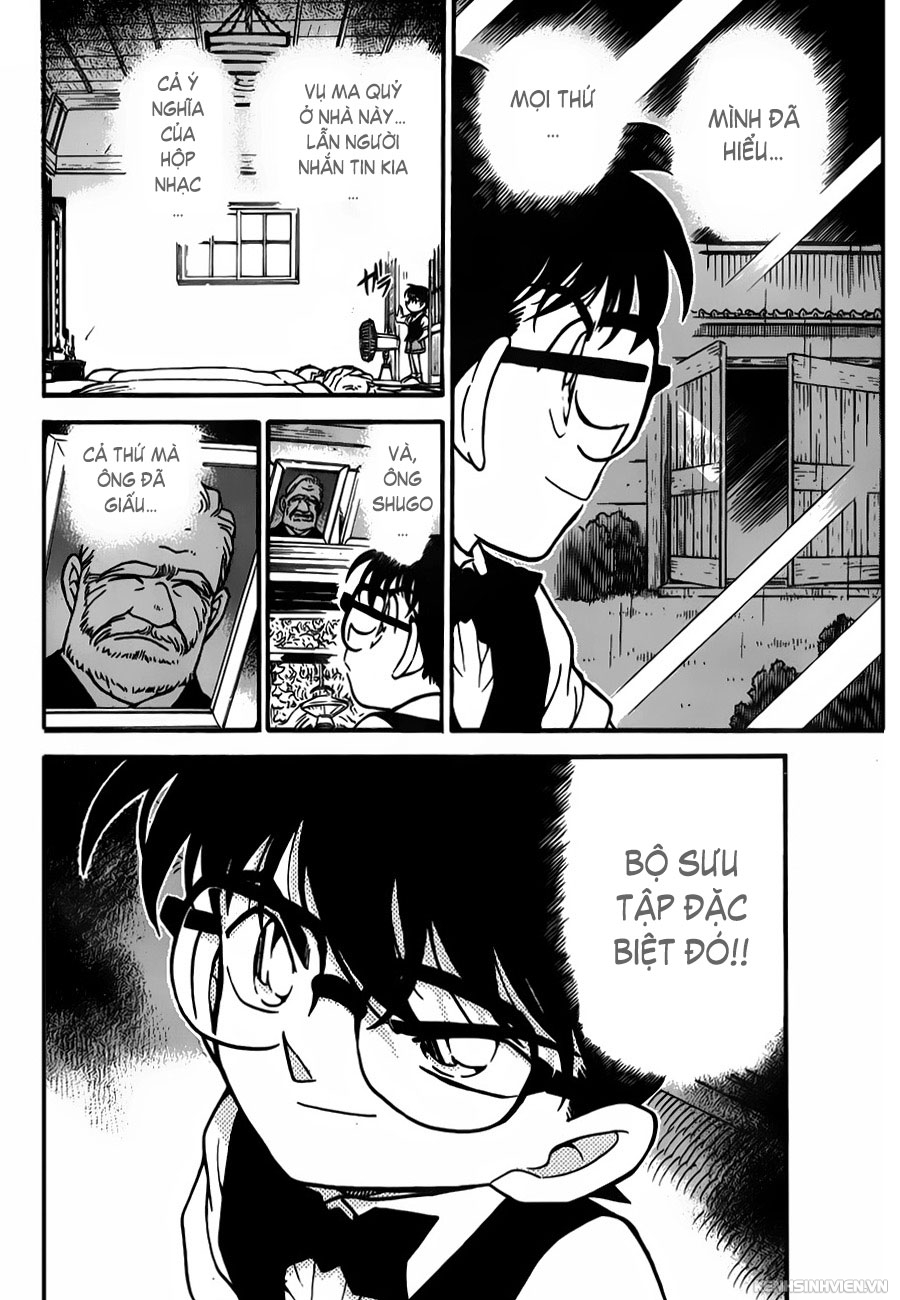 MÌNH ĐÃ
HIỂU...
MỌI THỨ
...
VỤ MA QUỶ
Ở NHÀ NÀY...
LẪN NGƯỜI
NHẮN TIN KIA
...
CẢ Ý
NGHĨA
CỦA
HỘP
NHẠC
...
VÀ,
ÔNG
SHUGO
...
CẢ THỨ MÀ
ÔNG ĐÃ
GIẤU...
BỘ SƯU
TẬP ĐẶC
BIỆT ĐÓ!!
KENHSINHVIEN.VN